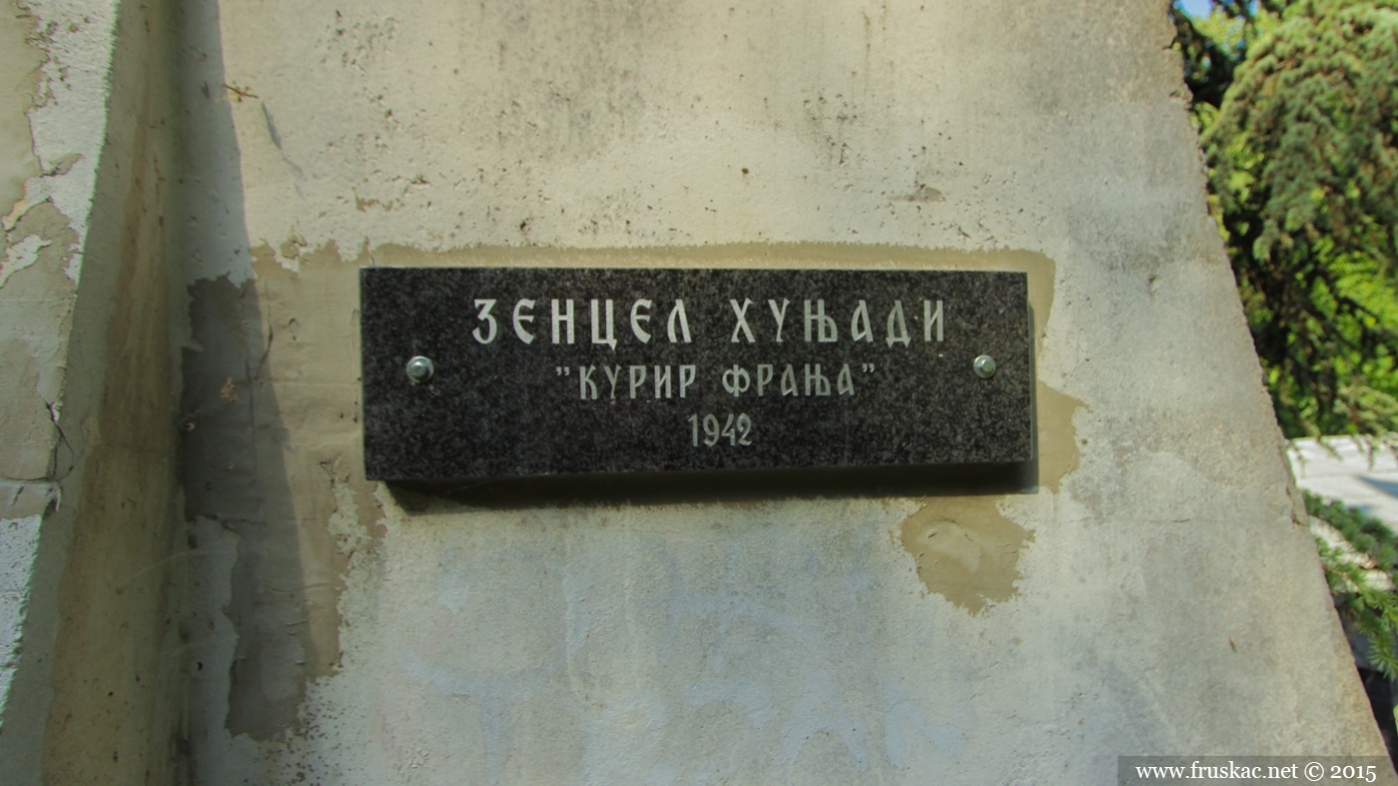 ЗЕНЦЕЛ ХУЊАДИ
"КУРИР ФРАЊА"
1942
www.fruskac.net © 2015